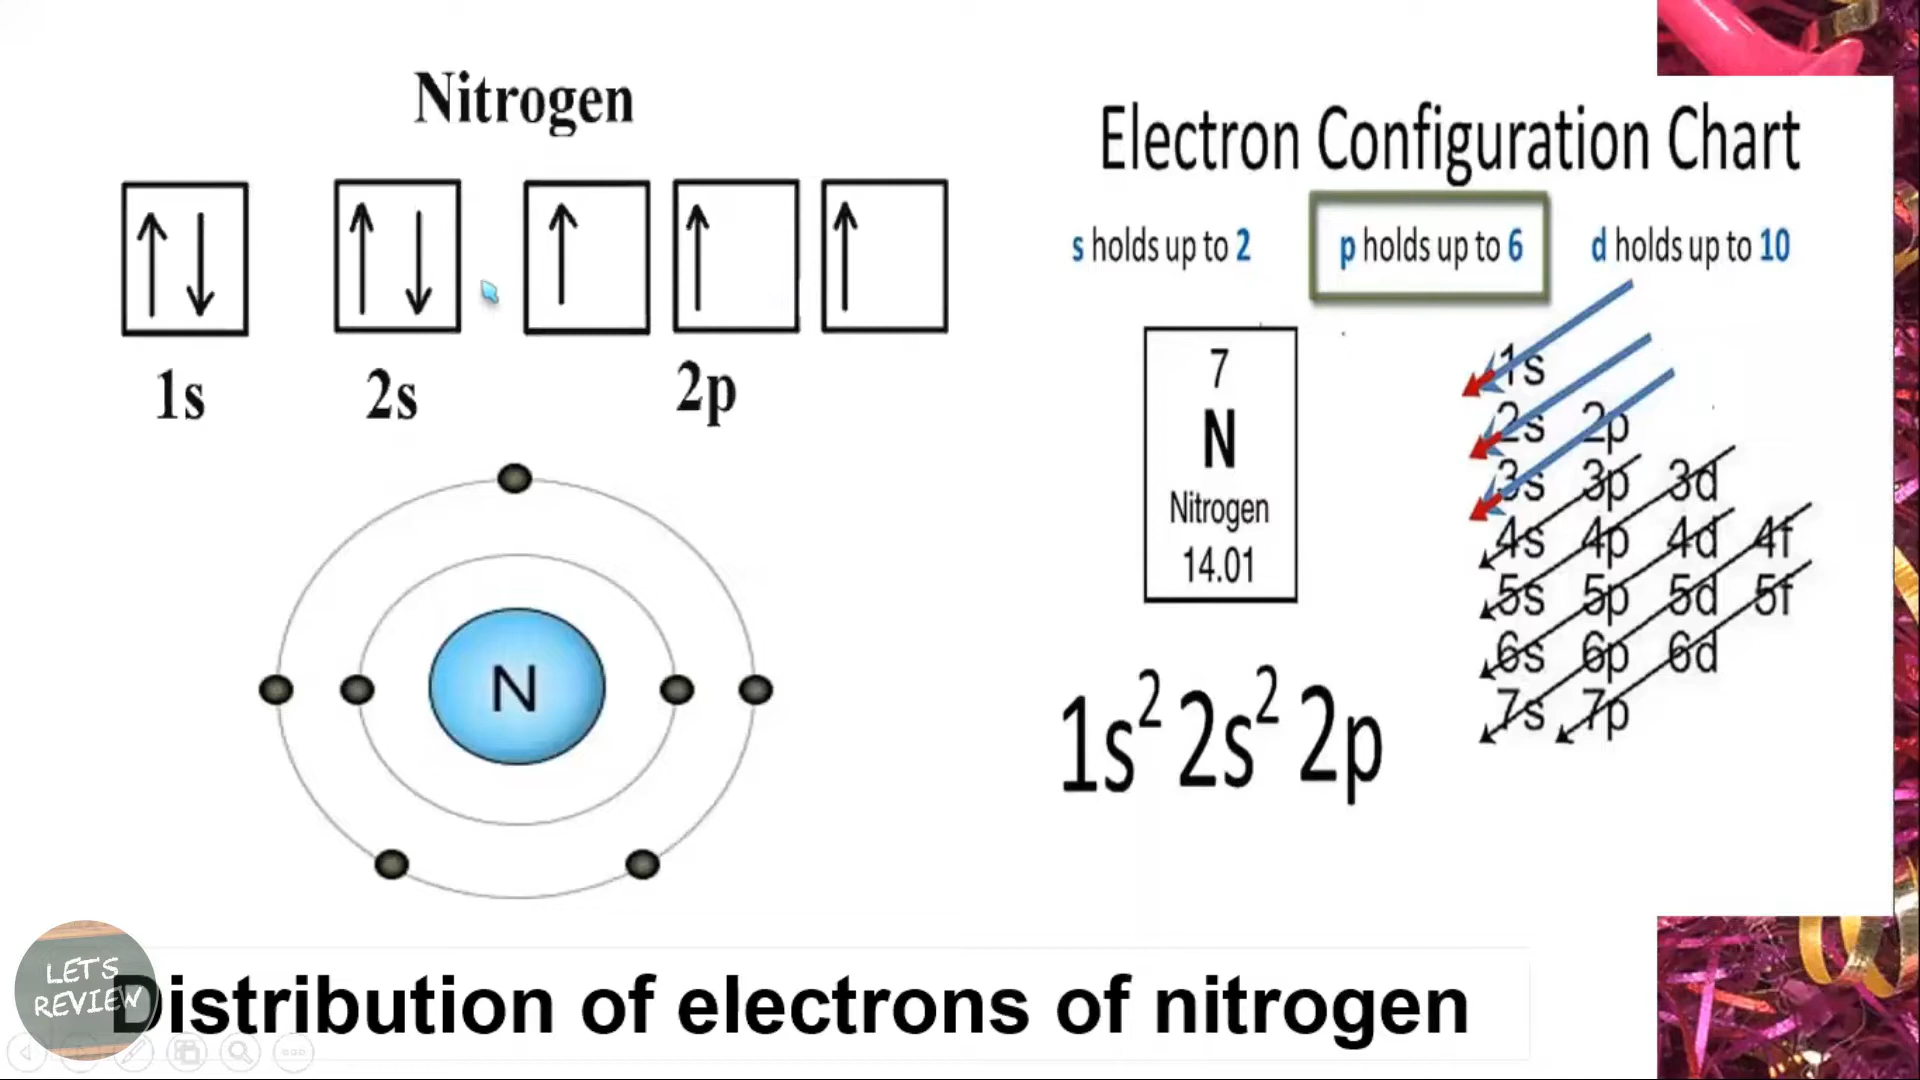 Nitrogen
1s 2s 2p
N
Electron Configuration Chart
s holds up to 2 p holds up to 6 d holds up to 10
7
N
Nitrogen
14.01
1s
2s 2p
3s 3p 3d
4s 4p 4d 4f
5s 5p 5d 5f
6s 6p 6d
7s 7p
1s² 2s² 2p
LET'S
REVIEW
Distribution of electrons of nitrogen